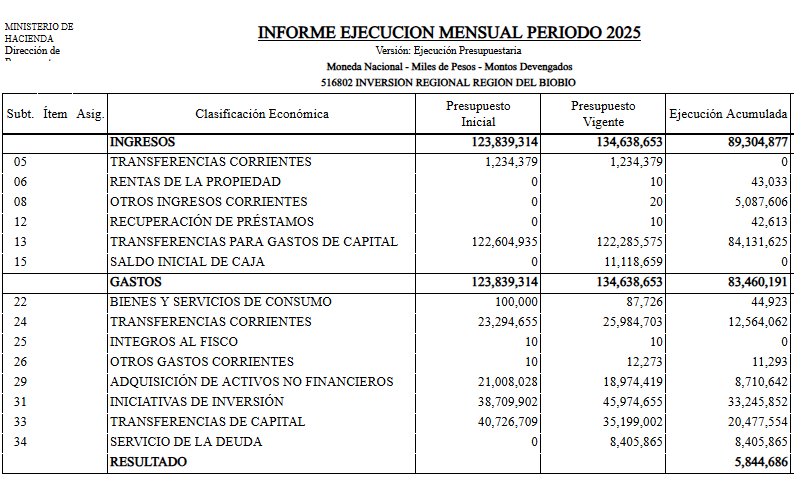 MINISTERIO DE
HACIENDA
Dirección de
INFORME EJECUCION MENSUAL PERIODO 2025
Versión: Ejecución Presupuestaria
Moneda Nacional - Miles de Pesos - Montos Devengados
516802 INVERSION REGIONAL REGION DEL BIOBIO
Subt. Ítem Asig. Clasificación Económica Presupuesto Inicial Presupuesto Vigente Ejecución Acumulada
INGRESOS 123,839,314 134,638,653 89,304,877
05 TRANSFERENCIAS CORRIENTES 1,234,379 1,234,379 0
06 RENTAS DE LA PROPIEDAD 0 10 43,033
08 OTROS INGRESOS CORRIENTES 0 20 5,087,606
12 RECUPERACIÓN DE PRÉSTAMOS 0 10 42,613
13 TRANSFERENCIAS PARA GASTOS DE CAPITAL 122,604,935 122,285,575 84,131,625
15 SALDO INICIAL DE CAJA 0 11,118,659 0
GASTOS 123,839,314 134,638,653 83,460,191
22 BIENES Y SERVICIOS DE CONSUMO 100,000 87,726 44,923
24 TRANSFERENCIAS CORRIENTES 23,294,655 25,984,703 12,564,062
25 INTEGROS AL FISCO 10 10 0
26 OTROS GASTOS CORRIENTES 10 12,273 11,293
29 ADQUISICIÓN DE ACTIVOS NO FINANCIEROS 21,008,028 18,974,419 8,710,642
31 INICIATIVAS DE INVERSIÓN 38,709,902 45,974,655 33,245,852
33 TRANSFERENCIAS DE CAPITAL 40,726,709 35,199,002 20,477,554
34 SERVICIO DE LA DEUDA 0 8,405,865 8,405,865
RESULTADO 5,844,686